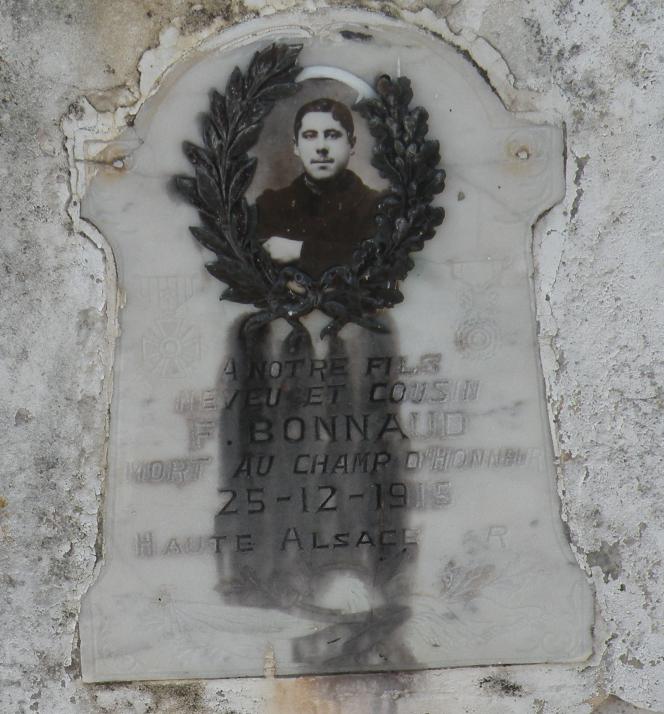 A NOTRE FILS
NEVEU ET COUSIN
F. BONNAUD
MORT AU CHAMP D'HONNEUR
25-12-1915
HAUTE ALSACE